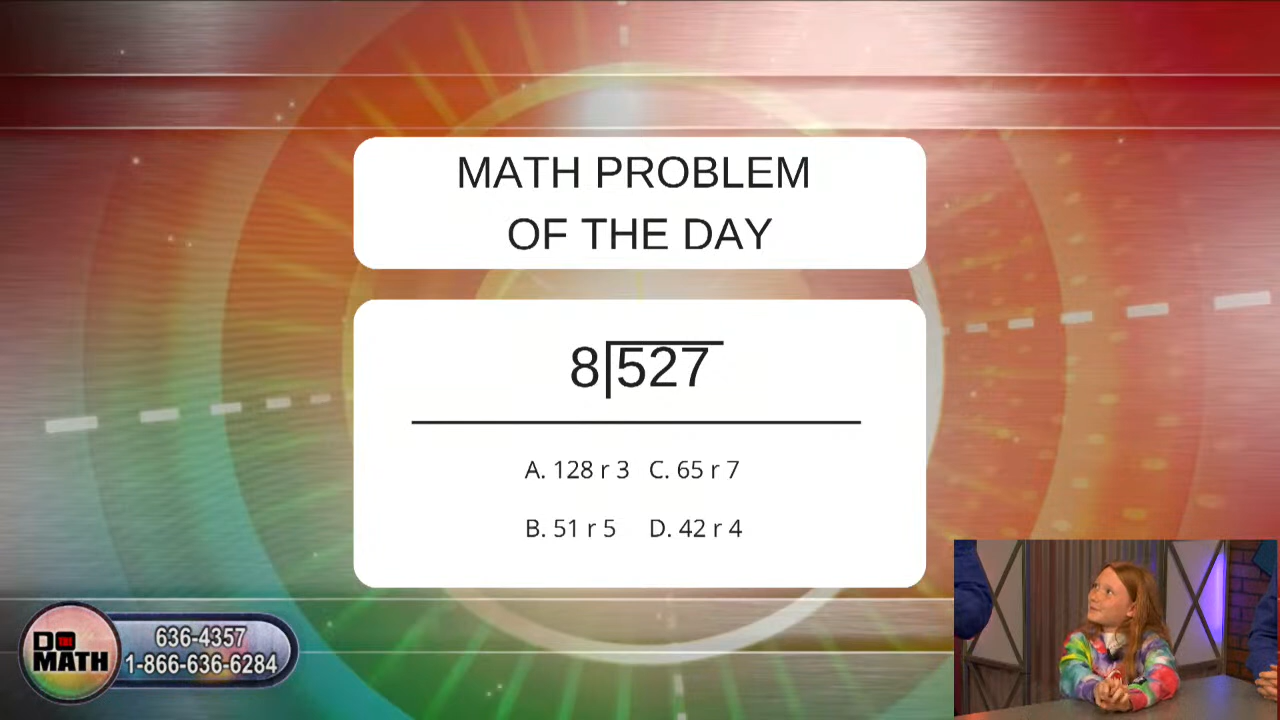 MATH PROBLEM
OF THE DAY
8 527
A. 128 r 3 C. 65 r 7
B. 51 r 5 D. 42 r 4
DO THE MATH
636-4357
1-866-636-6284